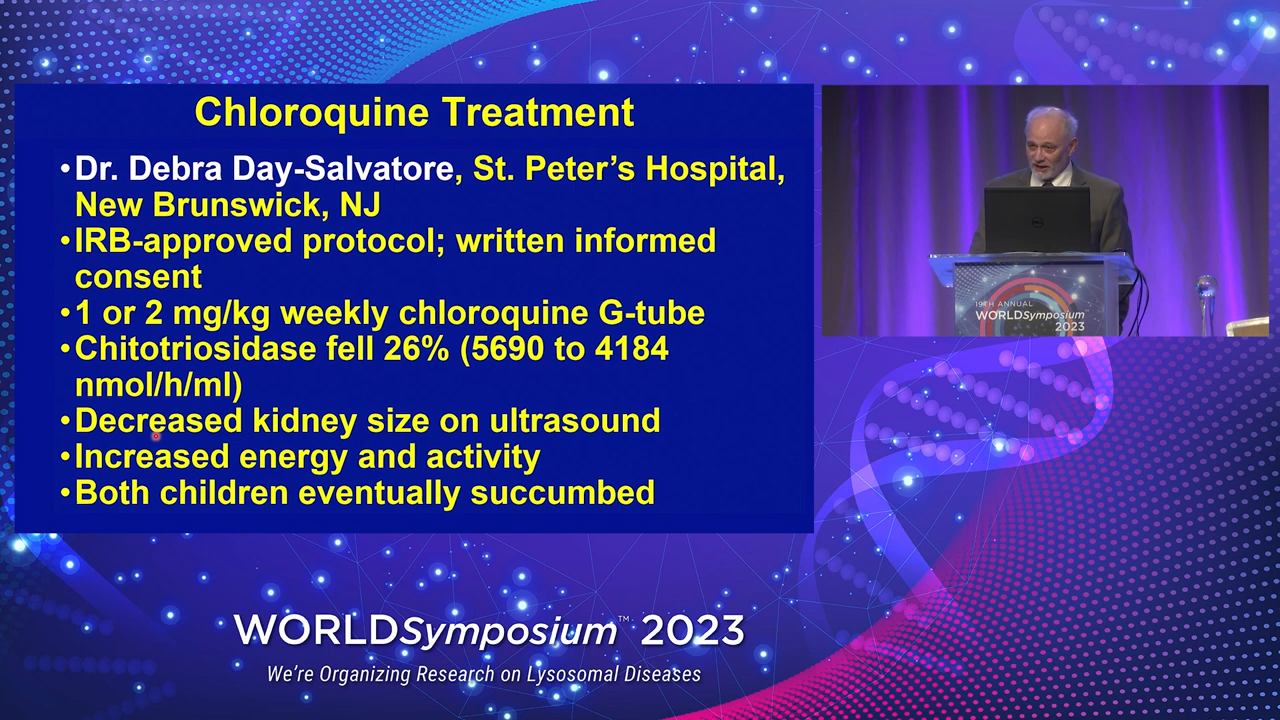 Chloroquine Treatment
•Dr. Debra Day-Salvatore, St. Peter’s Hospital,
New Brunswick, NJ
•IRB-approved protocol; written informed
consent
•1 or 2 mg/kg weekly chloroquine G-tube
•Chitotriosidase fell 26% (5690 to 4184
nmol/h/ml)
•Decreased kidney size on ultrasound
•Increased energy and activity
•Both children eventually succumbed
DELL
19TH ANNUAL
WORLDSymposium
2023
WORLDSymposium™ 2023
We’re Organizing Research on Lysosomal Diseases